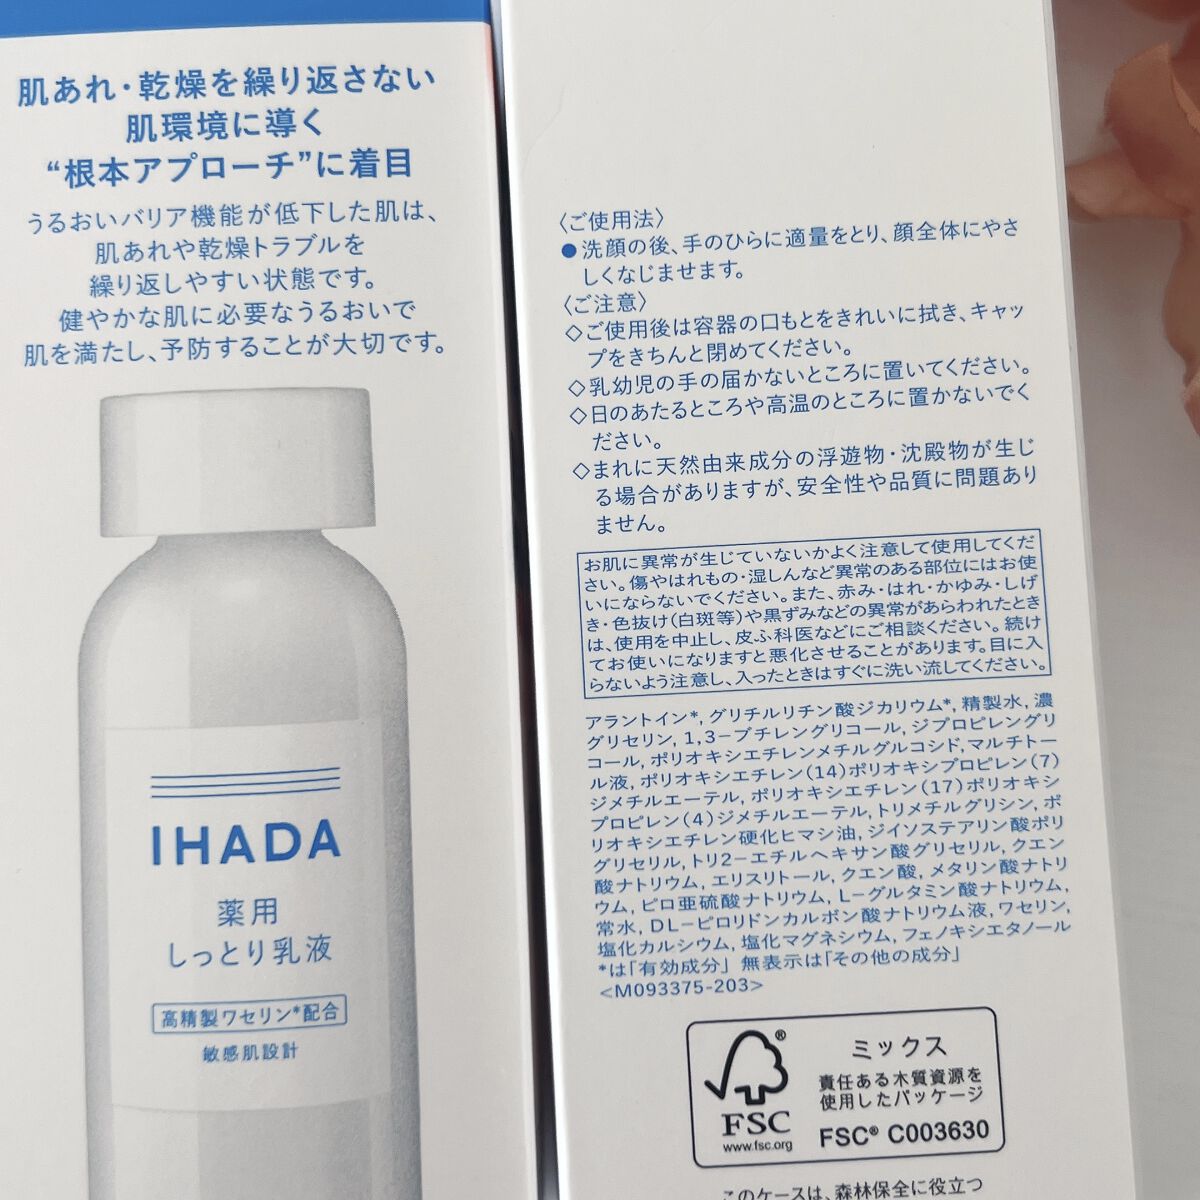 肌あれ・乾燥を繰り返さない
肌環境に導く
“根本アプローチ”に着目
うるおいバリア機能が低下した肌は、
肌あれや乾燥トラブルを
繰り返しやすい状態です。
健やかな肌に必要なうるおいで
肌を満たし、予防することが大切です。
IHADA
薬用
しっとり乳液
高精製ワセリン*配合
敏感肌設計
〈ご使用法〉
●洗顔の後、手のひらに適量をとり、顔全体にやさ
しくなじませます。
〈ご注意〉
◇ご使用後は容器の口もとをきれいに拭き、キャッ
プをきちんと閉めてください。
◇乳幼児の手の届かないところに置いてください。
◇日のあたるところや高温のところに置かないでく
ださい。
◇まれに天然由来成分の浮遊物・沈殿物が生じ
る場合がありますが、安全性や品質に問題あり
ません。
お肌に異常が生じていないかよく注意して使用してくだ
さい。傷やはれもの・湿しんなど異常のある部位にはお使
いにならないでください。また、赤み・はれ・かゆみ・しげ
き・色抜け(白斑等)や黒ずみなどの異常があらわれたとき
は、使用を中止し、皮ふ科医などにご相談ください。続け
てお使いになりますと悪化させることがあります。目に入
らないよう注意し、入ったときはすぐに洗い流してください。
アラントイン*, グリチルリチン酸ジカリウム*, 精製水, 濃
グリセリン, 1,3-ブチレングリコール, ジプロピレングリ
コール, ポリオキシエチレンメチルグルコシド, マルチトー
ル液, ポリオキシエチレン(14)ポリオキシプロピレン(7)
ジメチルエーテル, ポリオキシエチレン(17)ポリオキシ
プロピレン(4)ジメチルエーテル, トリメチルグリシン, ポ
リオキシエチレン硬化ヒマシ油, ジイソステアリン酸ポリ
グリセリル, トリ2-エチルヘキサン酸グリセリル, クエン
酸ナトリウム, エリスリトール, クエン酸, メタリン酸ナトリ
ウム, ピロ亜硫酸ナトリウム, L-グルタミン酸ナトリウム,
常水, DL-ピロリドンカルボン酸ナトリウム液, ワセリン,
塩化カルシウム, 塩化マグネシウム, フェノキシエタノール
*は「有効成分」 無表示は「その他の成分」
<M093375-203>
FSC
www.fsc.org
ミックス
責任ある木質資源を
使用したパッケージ
FSC® C003630
このケースは、森林保全に役立つ